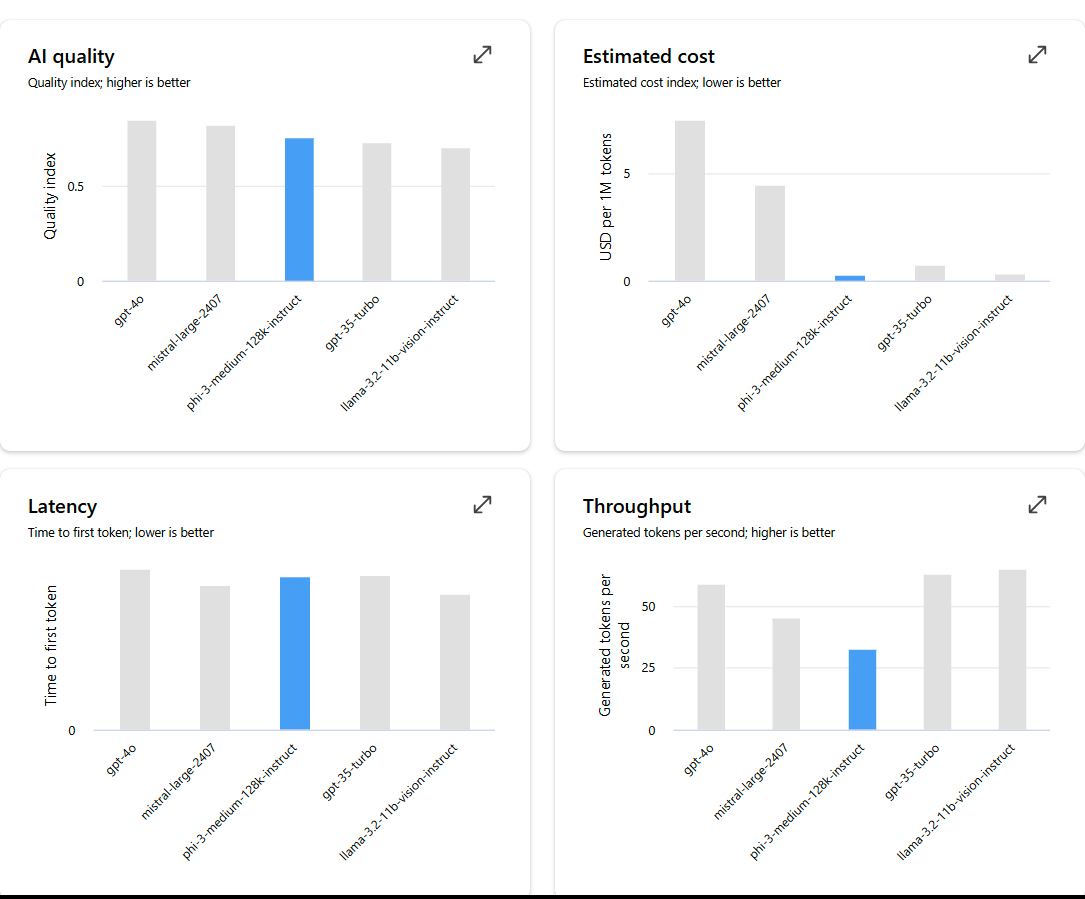 AI quality
Quality index; higher is better
Quality index
0.5
0
gpt-4o
mistral-large-2407
phi-3-medium-128k-instruct
gpt-35-turbo
llama-3.2-11b-vision-instruct
Estimated cost
Estimated cost index; lower is better
USD per 1M tokens
5
0
gpt-4o
mistral-large-2407
phi-3-medium-128k-instruct
gpt-35-turbo
llama-3.2-11b-vision-instruct
Latency
Time to first token; lower is better
Time to first token
0
gpt-4o
mistral-large-2407
phi-3-medium-128k-instruct
gpt-35-turbo
llama-3.2-11b-vision-instruct
Throughput
Generated tokens per second; higher is better
Generated tokens per
second
50
25
0
gpt-4o
mistral-large-2407
phi-3-medium-128k-instruct
gpt-35-turbo
llama-3.2-11b-vision-instruct